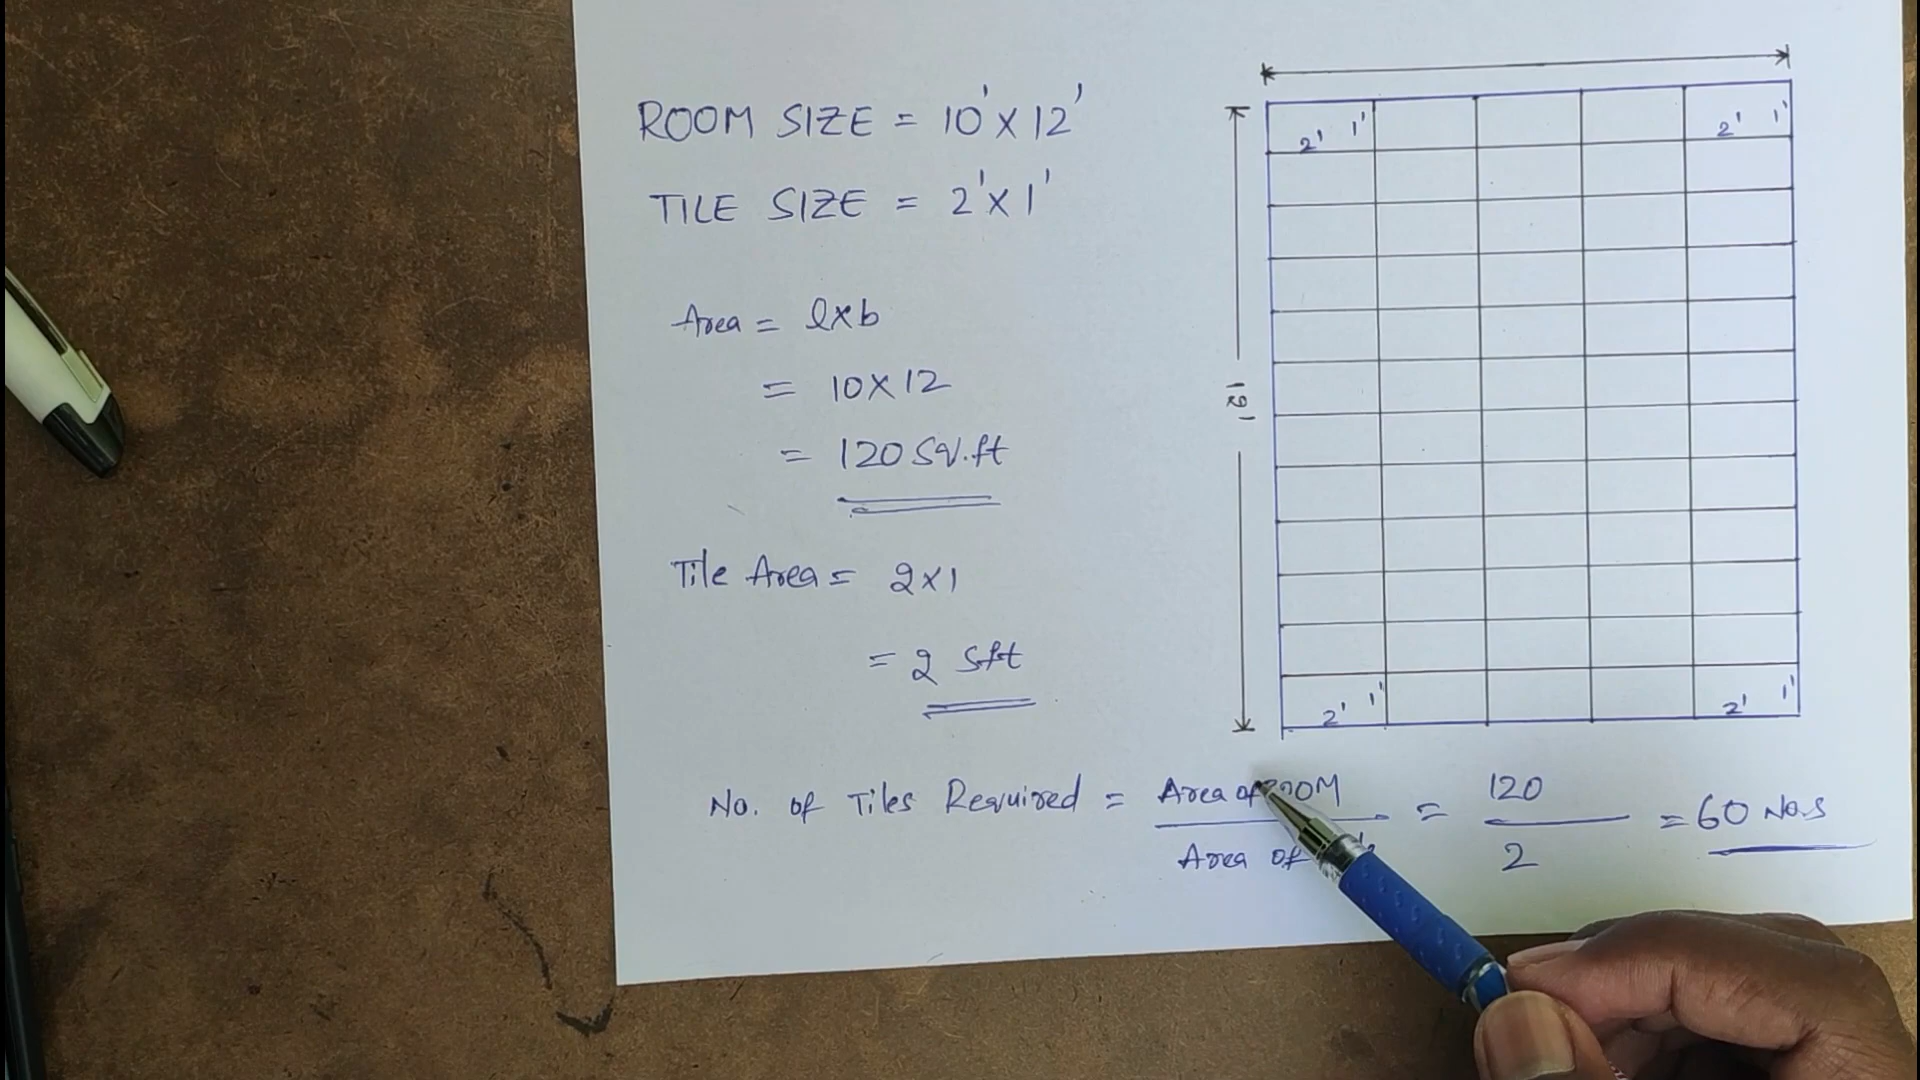 ROOM SIZE = 10' X 12'
TILE SIZE = 2' X 1'
Area = l x b
= 10 X 12
= 120 SQ.ft
Tile Area = 2 x 1
= 2 Sft
No. of Tiles Required = Area of ROOM = 120 = 60 No.s
Area of 2
2' 1' 2' 1'
12'
2' 1' 2' 1'